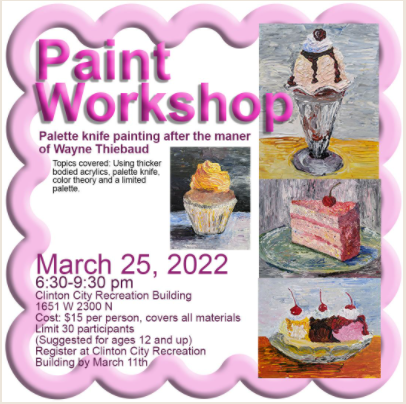 Paint
Workshop
Palette knife painting after the maner
of Wayne Thiebaud
Topics covered: Using thicker
bodied acrylics, palette knife,
color theory and a limited
palette.
March 25, 2022
6:30-9:30 pm
Clinton City Recreation Building
1651 W 2300 N
Cost: $15 per person, covers all materials
Limit 30 participants
(Suggested for ages 12 and up)
Register at Clinton City Recreation
Building by March 11th